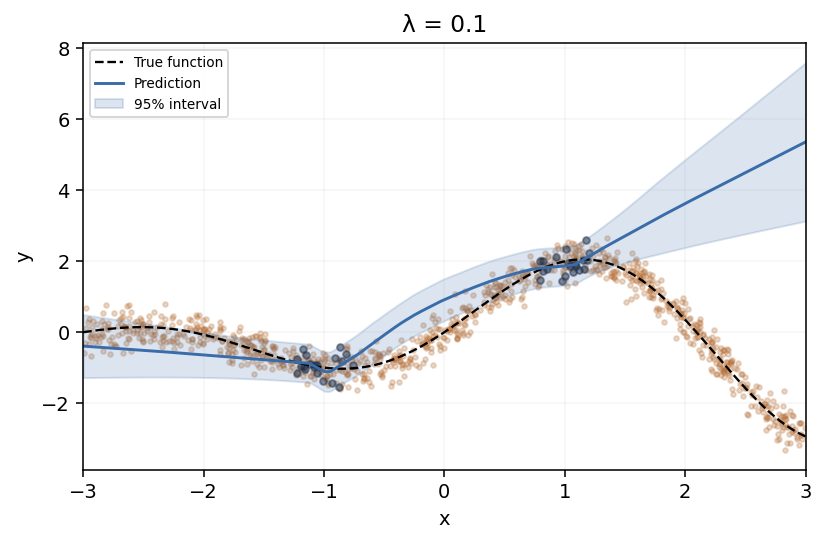 λ = 0.1
True function
Prediction
95% interval
8
6
4
2
0
−2
y
−3 −2 −1 0 1 2 3
x